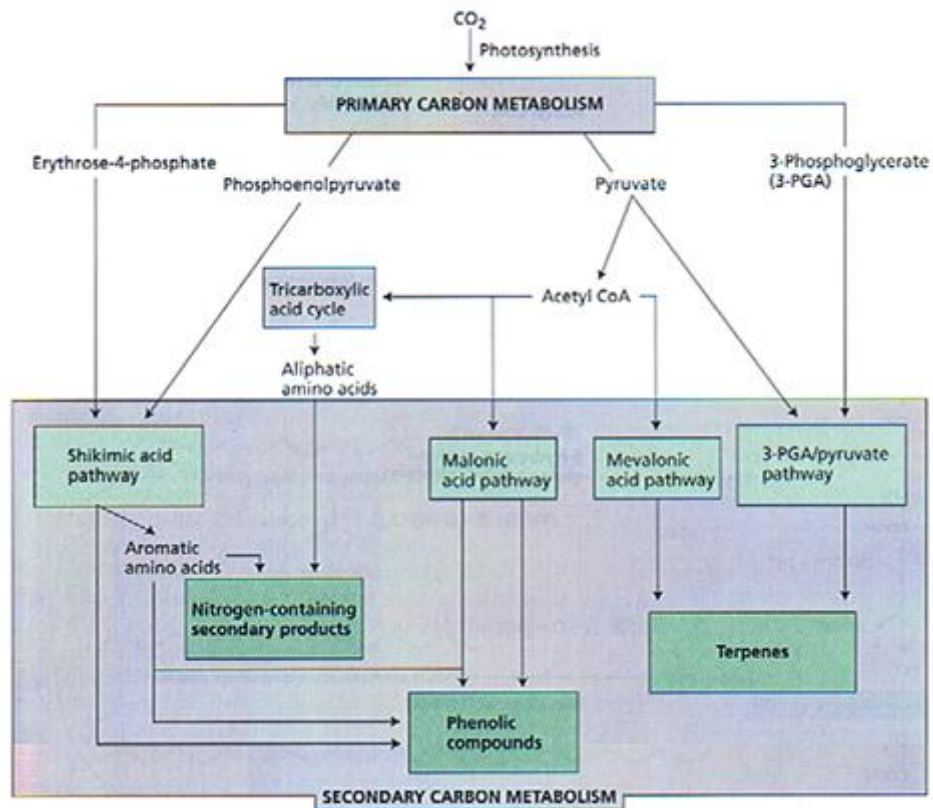 CO₂
Photosynthesis
PRIMARY CARBON METABOLISM
Erythrose-4-phosphate
Phosphoenolpyruvate
Pyruvate
3-Phosphoglycerate
(3-PGA)
Tricarboxylic
acid cycle
Acetyl CoA
Aliphatic
amino acids
Shikimic acid
pathway
Malonic
acid pathway
Mevalonic
acid pathway
3-PGA/pyruvate
pathway
Aromatic
amino acids
Nitrogen-containing
secondary products
Terpenes
Phenolic
compounds
SECONDARY CARBON METABOLISM